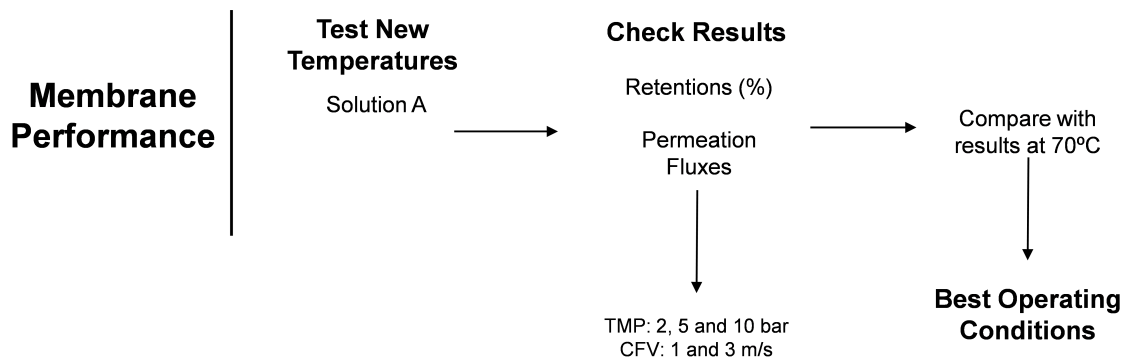 Membrane
Performance
Test New
Temperatures
Solution A
Check Results
Retentions (%)
Permeation
Fluxes
TMP: 2, 5 and 10 bar
CFV: 1 and 3 m/s
Compare with
results at 70ºC
Best Operating
Conditions